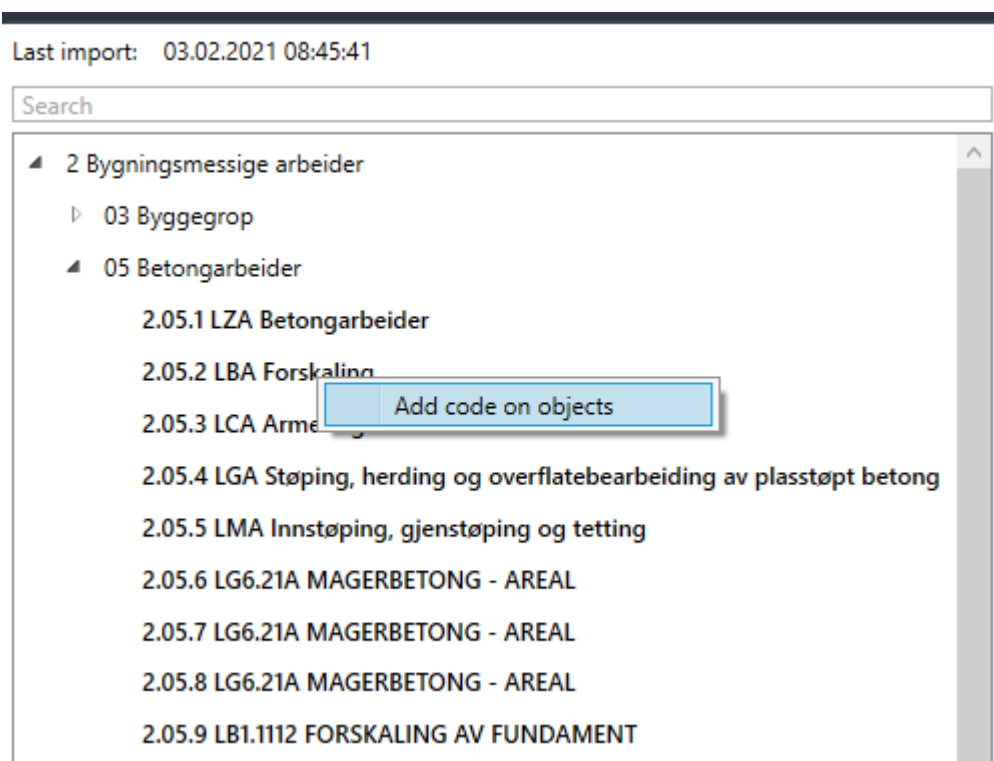 Last import: 03.02.2021 08:45:41
Search
2 Bygningsmessige arbeider
03 Byggegrop
05 Betongarbeider
2.05.1 LZA Betongarbeider
2.05.2 LBA Forskaling
Add code on objects
2.05.3 LCA
2.05.4 LGA Støping, herding og overflatebearbeiding av plasstøpt betong
2.05.5 LMA Innstøping, gjenstøping og tetting
2.05.6 LG6.21A MAGERBETONG - AREAL
2.05.7 LG6.21A MAGERBETONG - AREAL
2.05.8 LG6.21A MAGERBETONG - AREAL
2.05.9 LB1.1112 FORSKALING AV FUNDAMENT